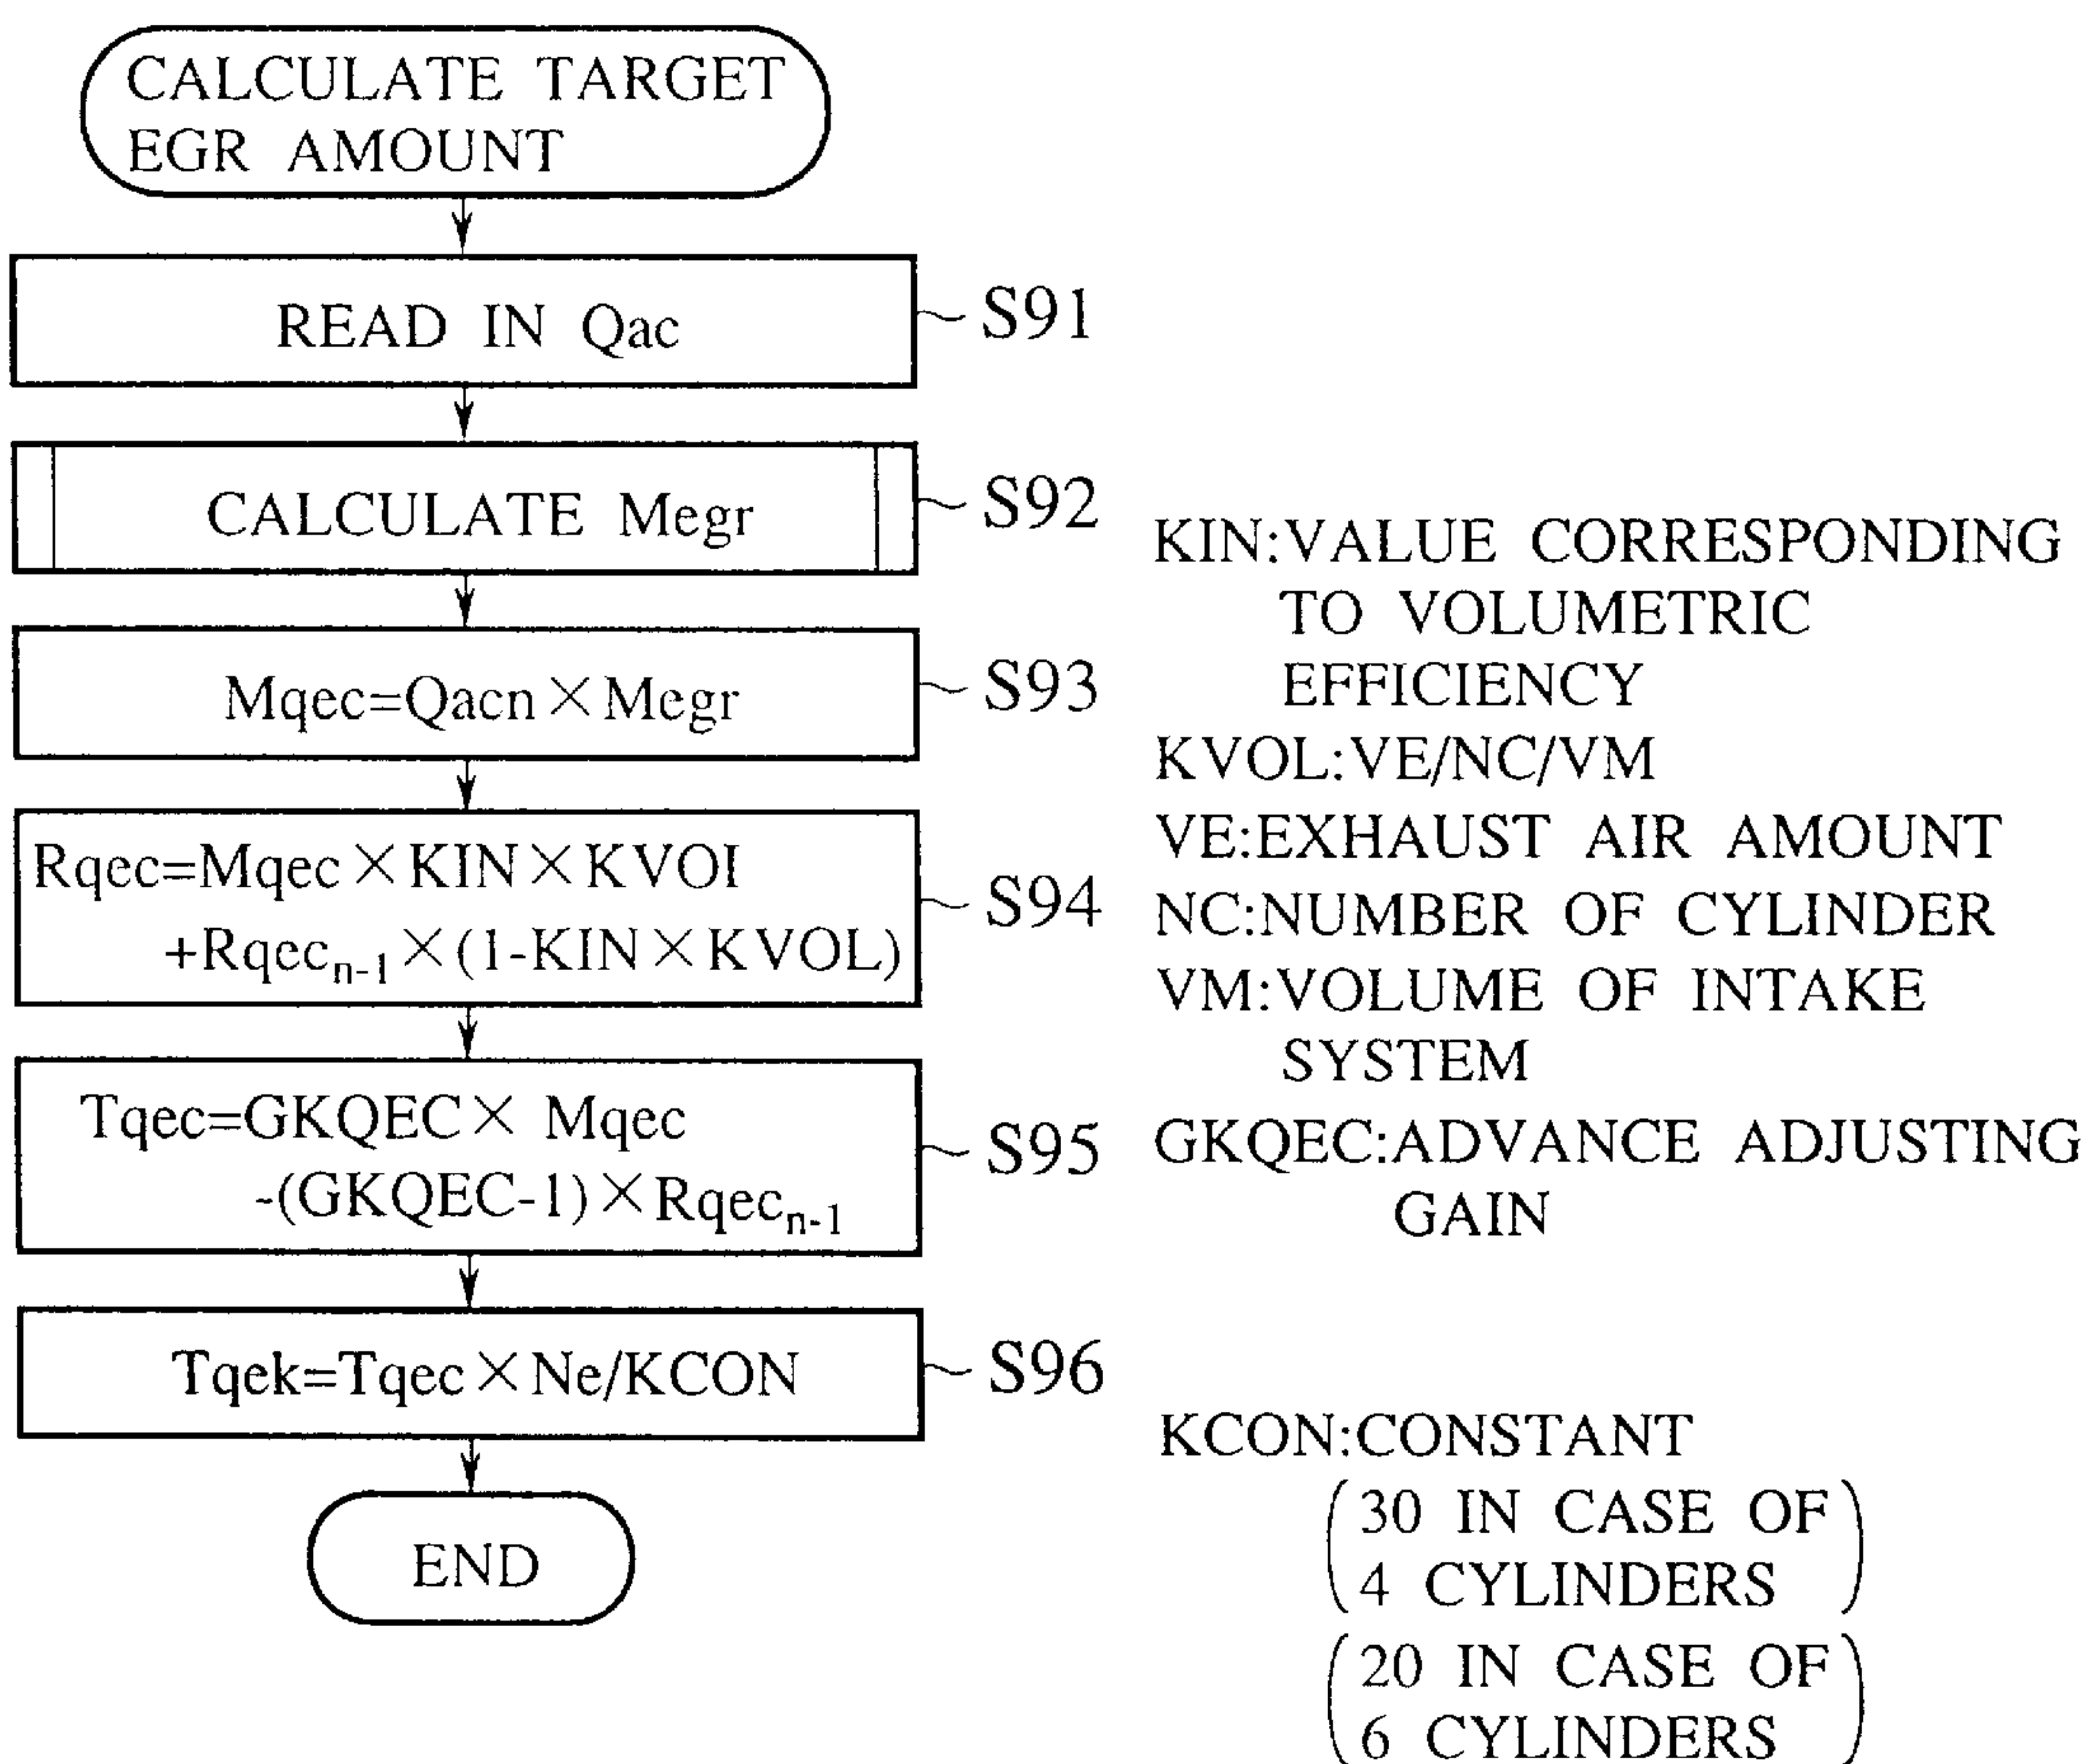 CALCULATE TARGET
EGR AMOUNT
READ IN Qac
S91
CALCULATE Megr
S92
Mqec=Qacn×Megr
S93
Rqec=Mqec×KIN×KVOI
+Rqecₙ₋₁×(1-KIN×KVOL)
S94
Tqec=GKQEC× Mqec
-(GKQEC-1)×Rqecₙ₋₁
S95
Tqek=Tqec×Ne/KCON
S96
END
KIN:VALUE CORRESPONDING
TO VOLUMETRIC
EFFICIENCY
KVOL:VE/NC/VM
VE:EXHAUST AIR AMOUNT
NC:NUMBER OF CYLINDER
VM:VOLUME OF INTAKE
SYSTEM
GKQEC:ADVANCE ADJUSTING
GAIN
KCON:CONSTANT
(30 IN CASE OF
4 CYLINDERS)
(20 IN CASE OF
6 CYLINDERS)